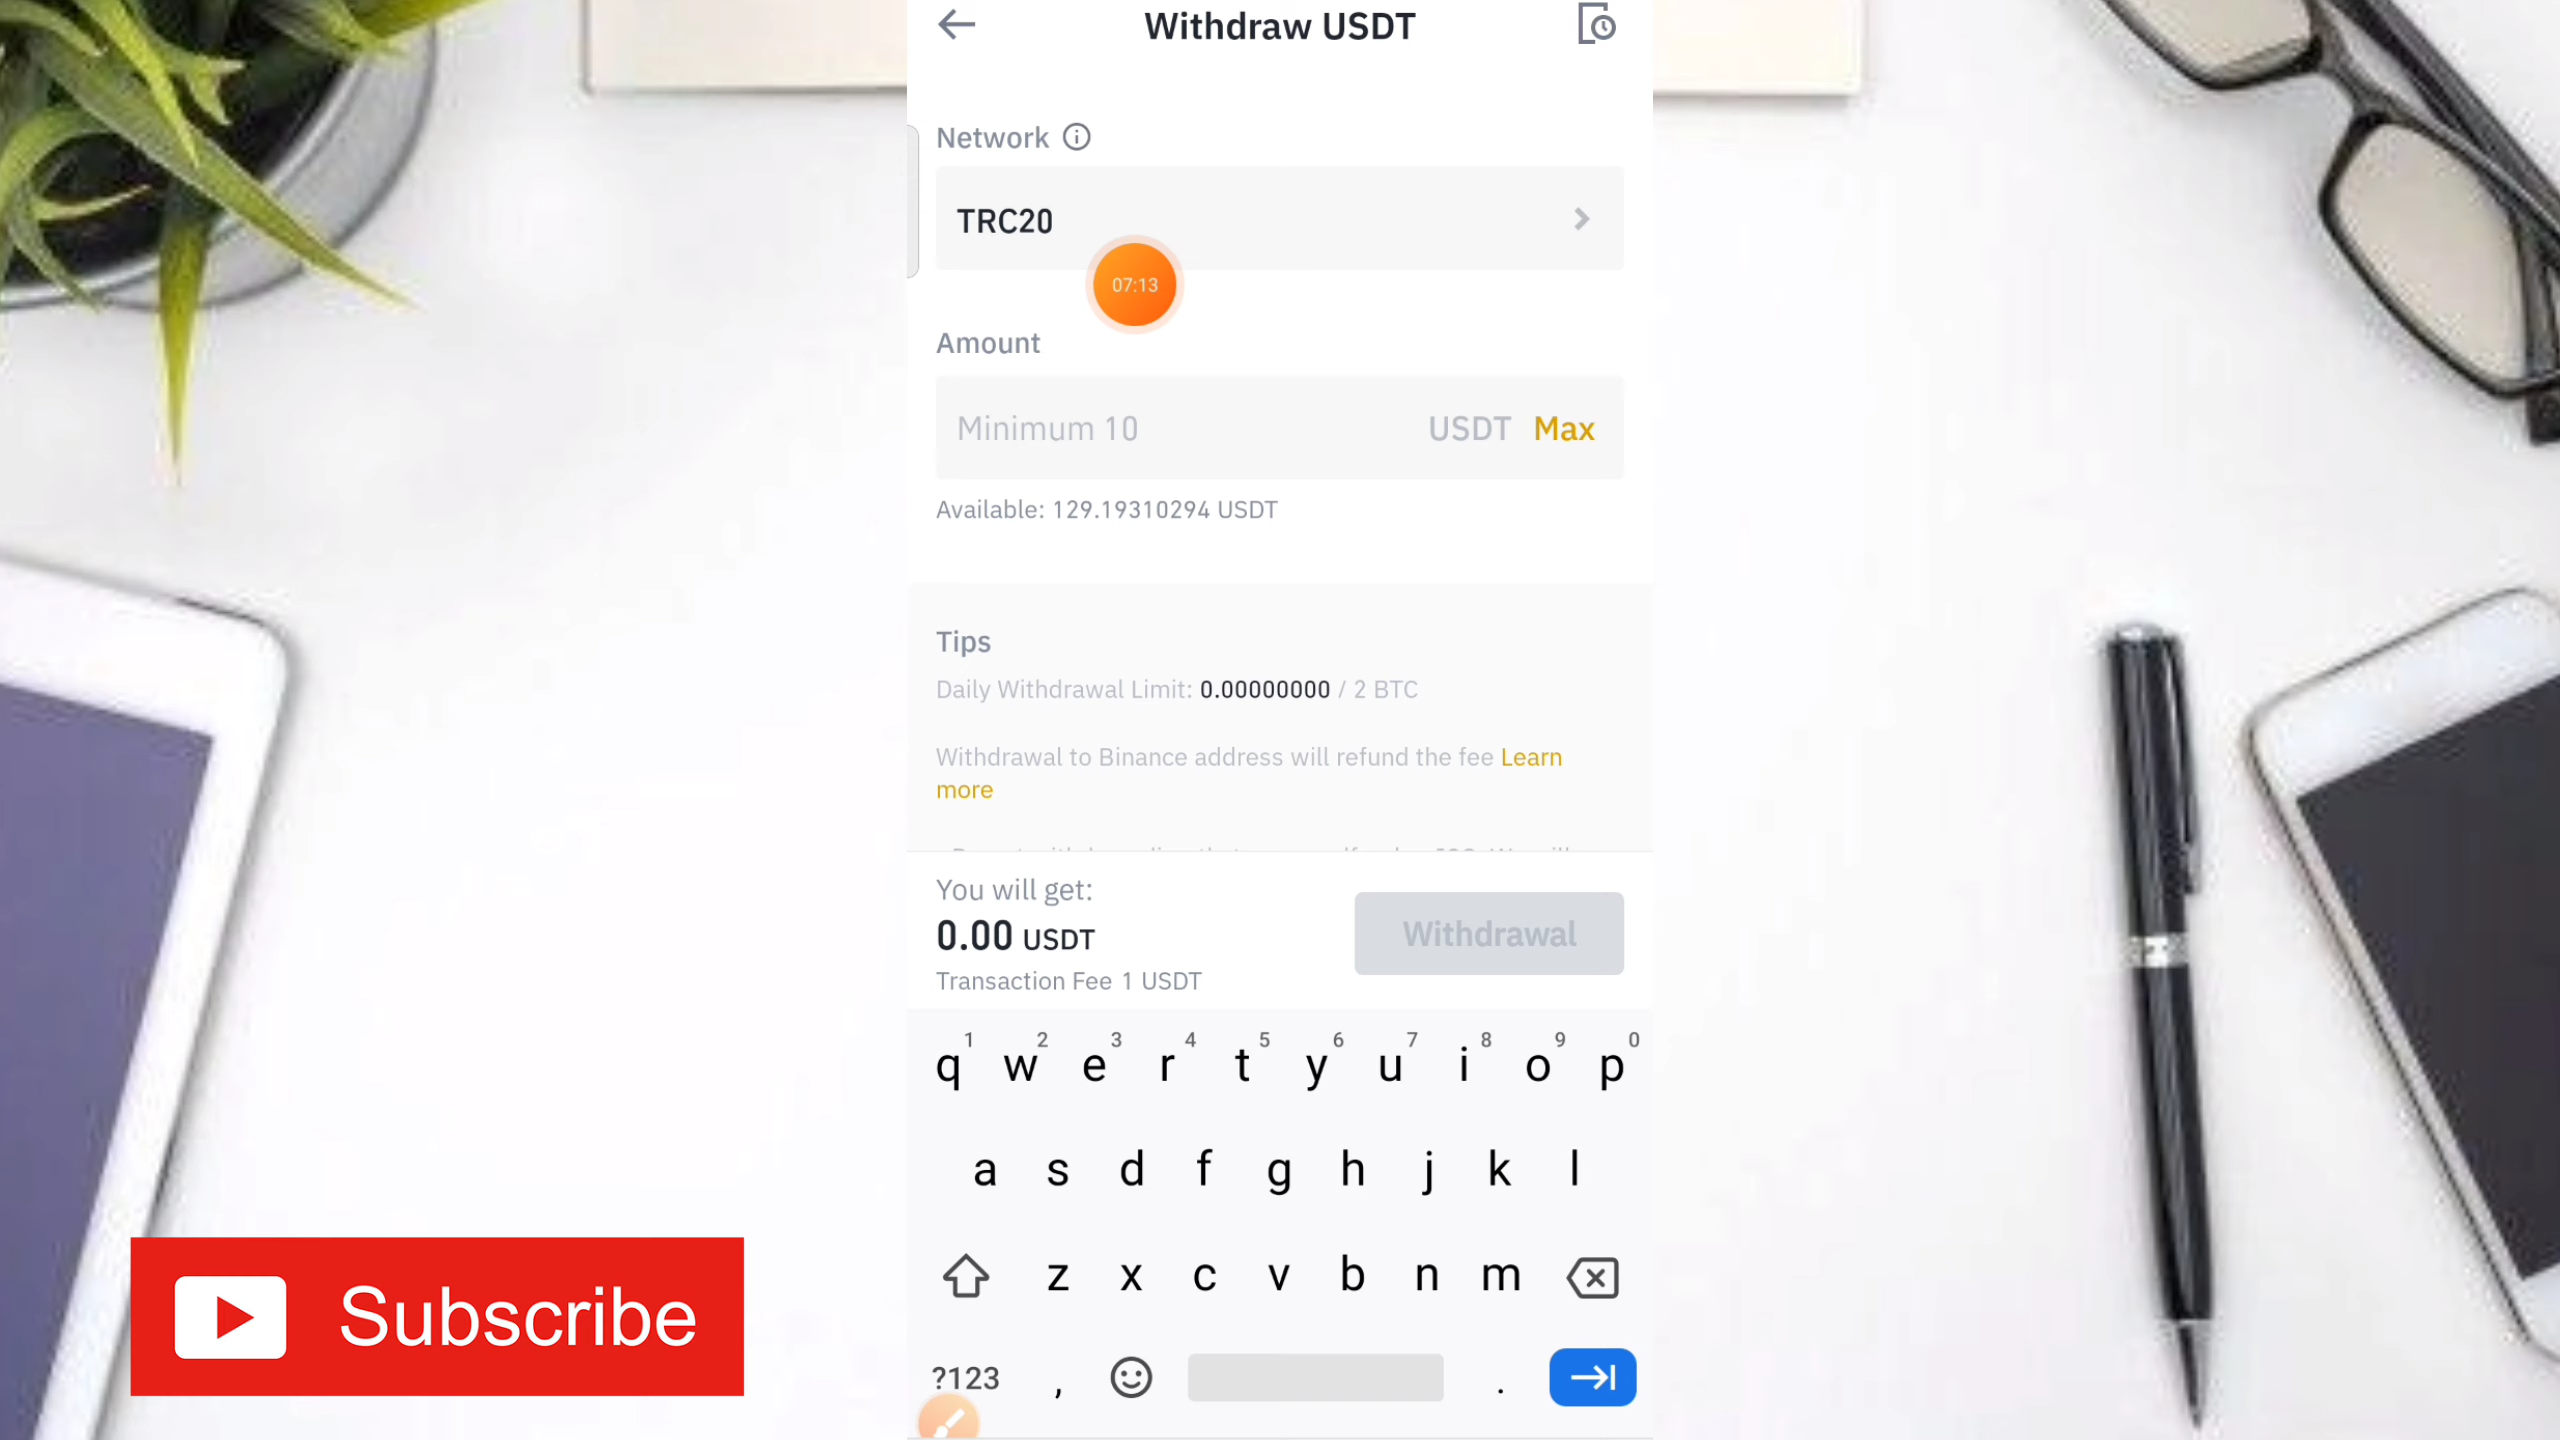 Withdraw USDT
Network
TRC20
07:13
Amount
Minimum 10 USDT Max
Available: 129.19310294 USDT
Tips
Daily Withdrawal Limit: 0.00000000 / 2 BTC
Withdrawal to Binance address will refund the fee Learn
more
You will get:
0.00 USDT
Withdrawal
Transaction Fee 1 USDT
1 2 3 4 5 6 7 8 9 0
q w e r t y u i o p
a s d f g h j k l
z x c v b n m
?123 , .
Subscribe